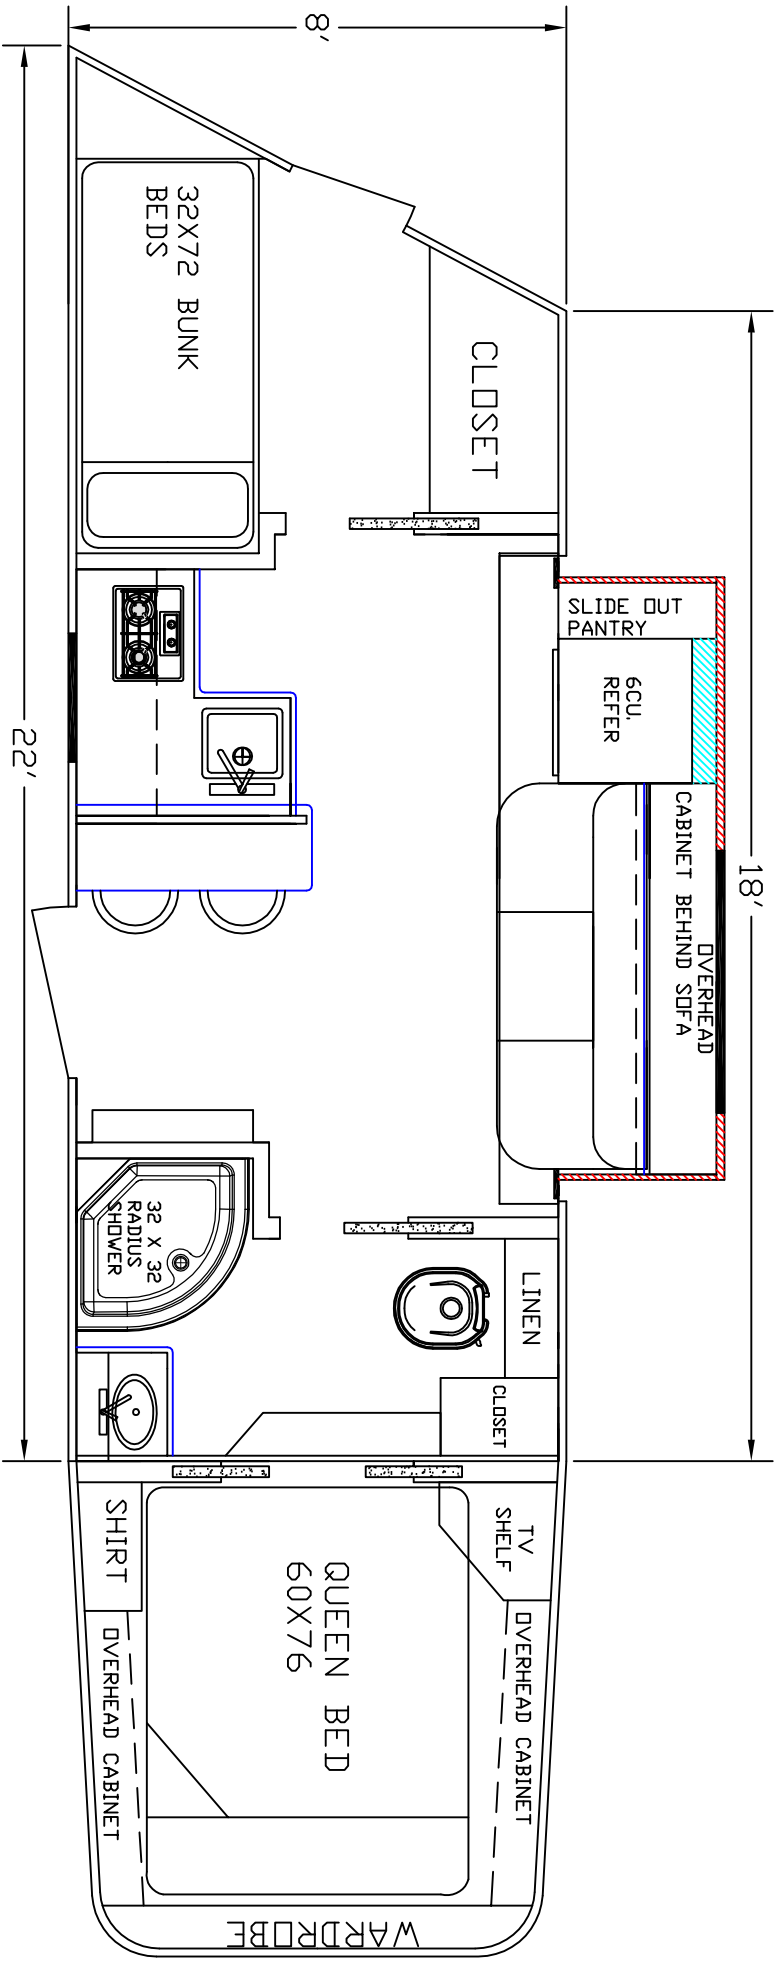 8'
22'
18'
32X72 BUNK
BEDS
CLOSET
SLIDE OUT
PANTRY
6CU.
REFER
OVERHEAD
CABINET BEHIND SOFA
32 X 32
RADIUS
SHOWER
LINEN
CLOSET
TV
SHELF
SHIRT
QUEEN BED
60X76
OVERHEAD CABINET
OVERHEAD CABINET
WARDROBE